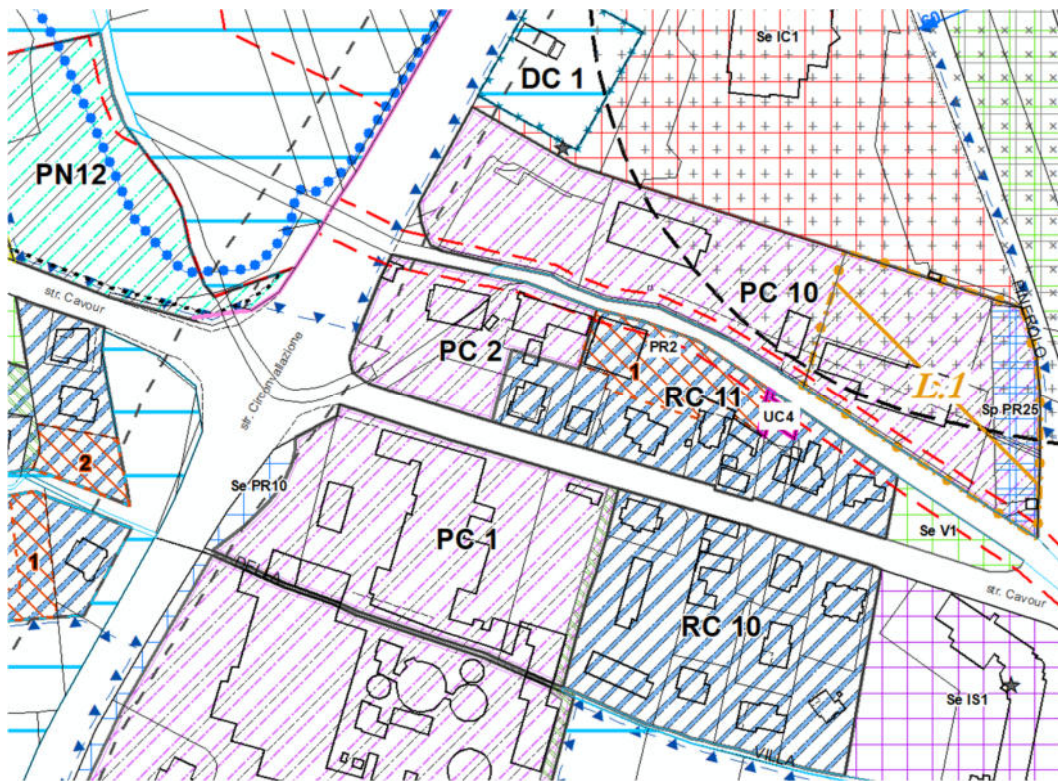 Se IC1
DC 1
PN12
PC 10
str. Cavour
PINEROLO
PC 2
PR2
1
RC 11
L.1
str. Circonvallazione
UC4
Sp PR25
2
Se PR10
PC 1
Se V1
1
str. Cavour
RC 10
Se IS1
VILLA